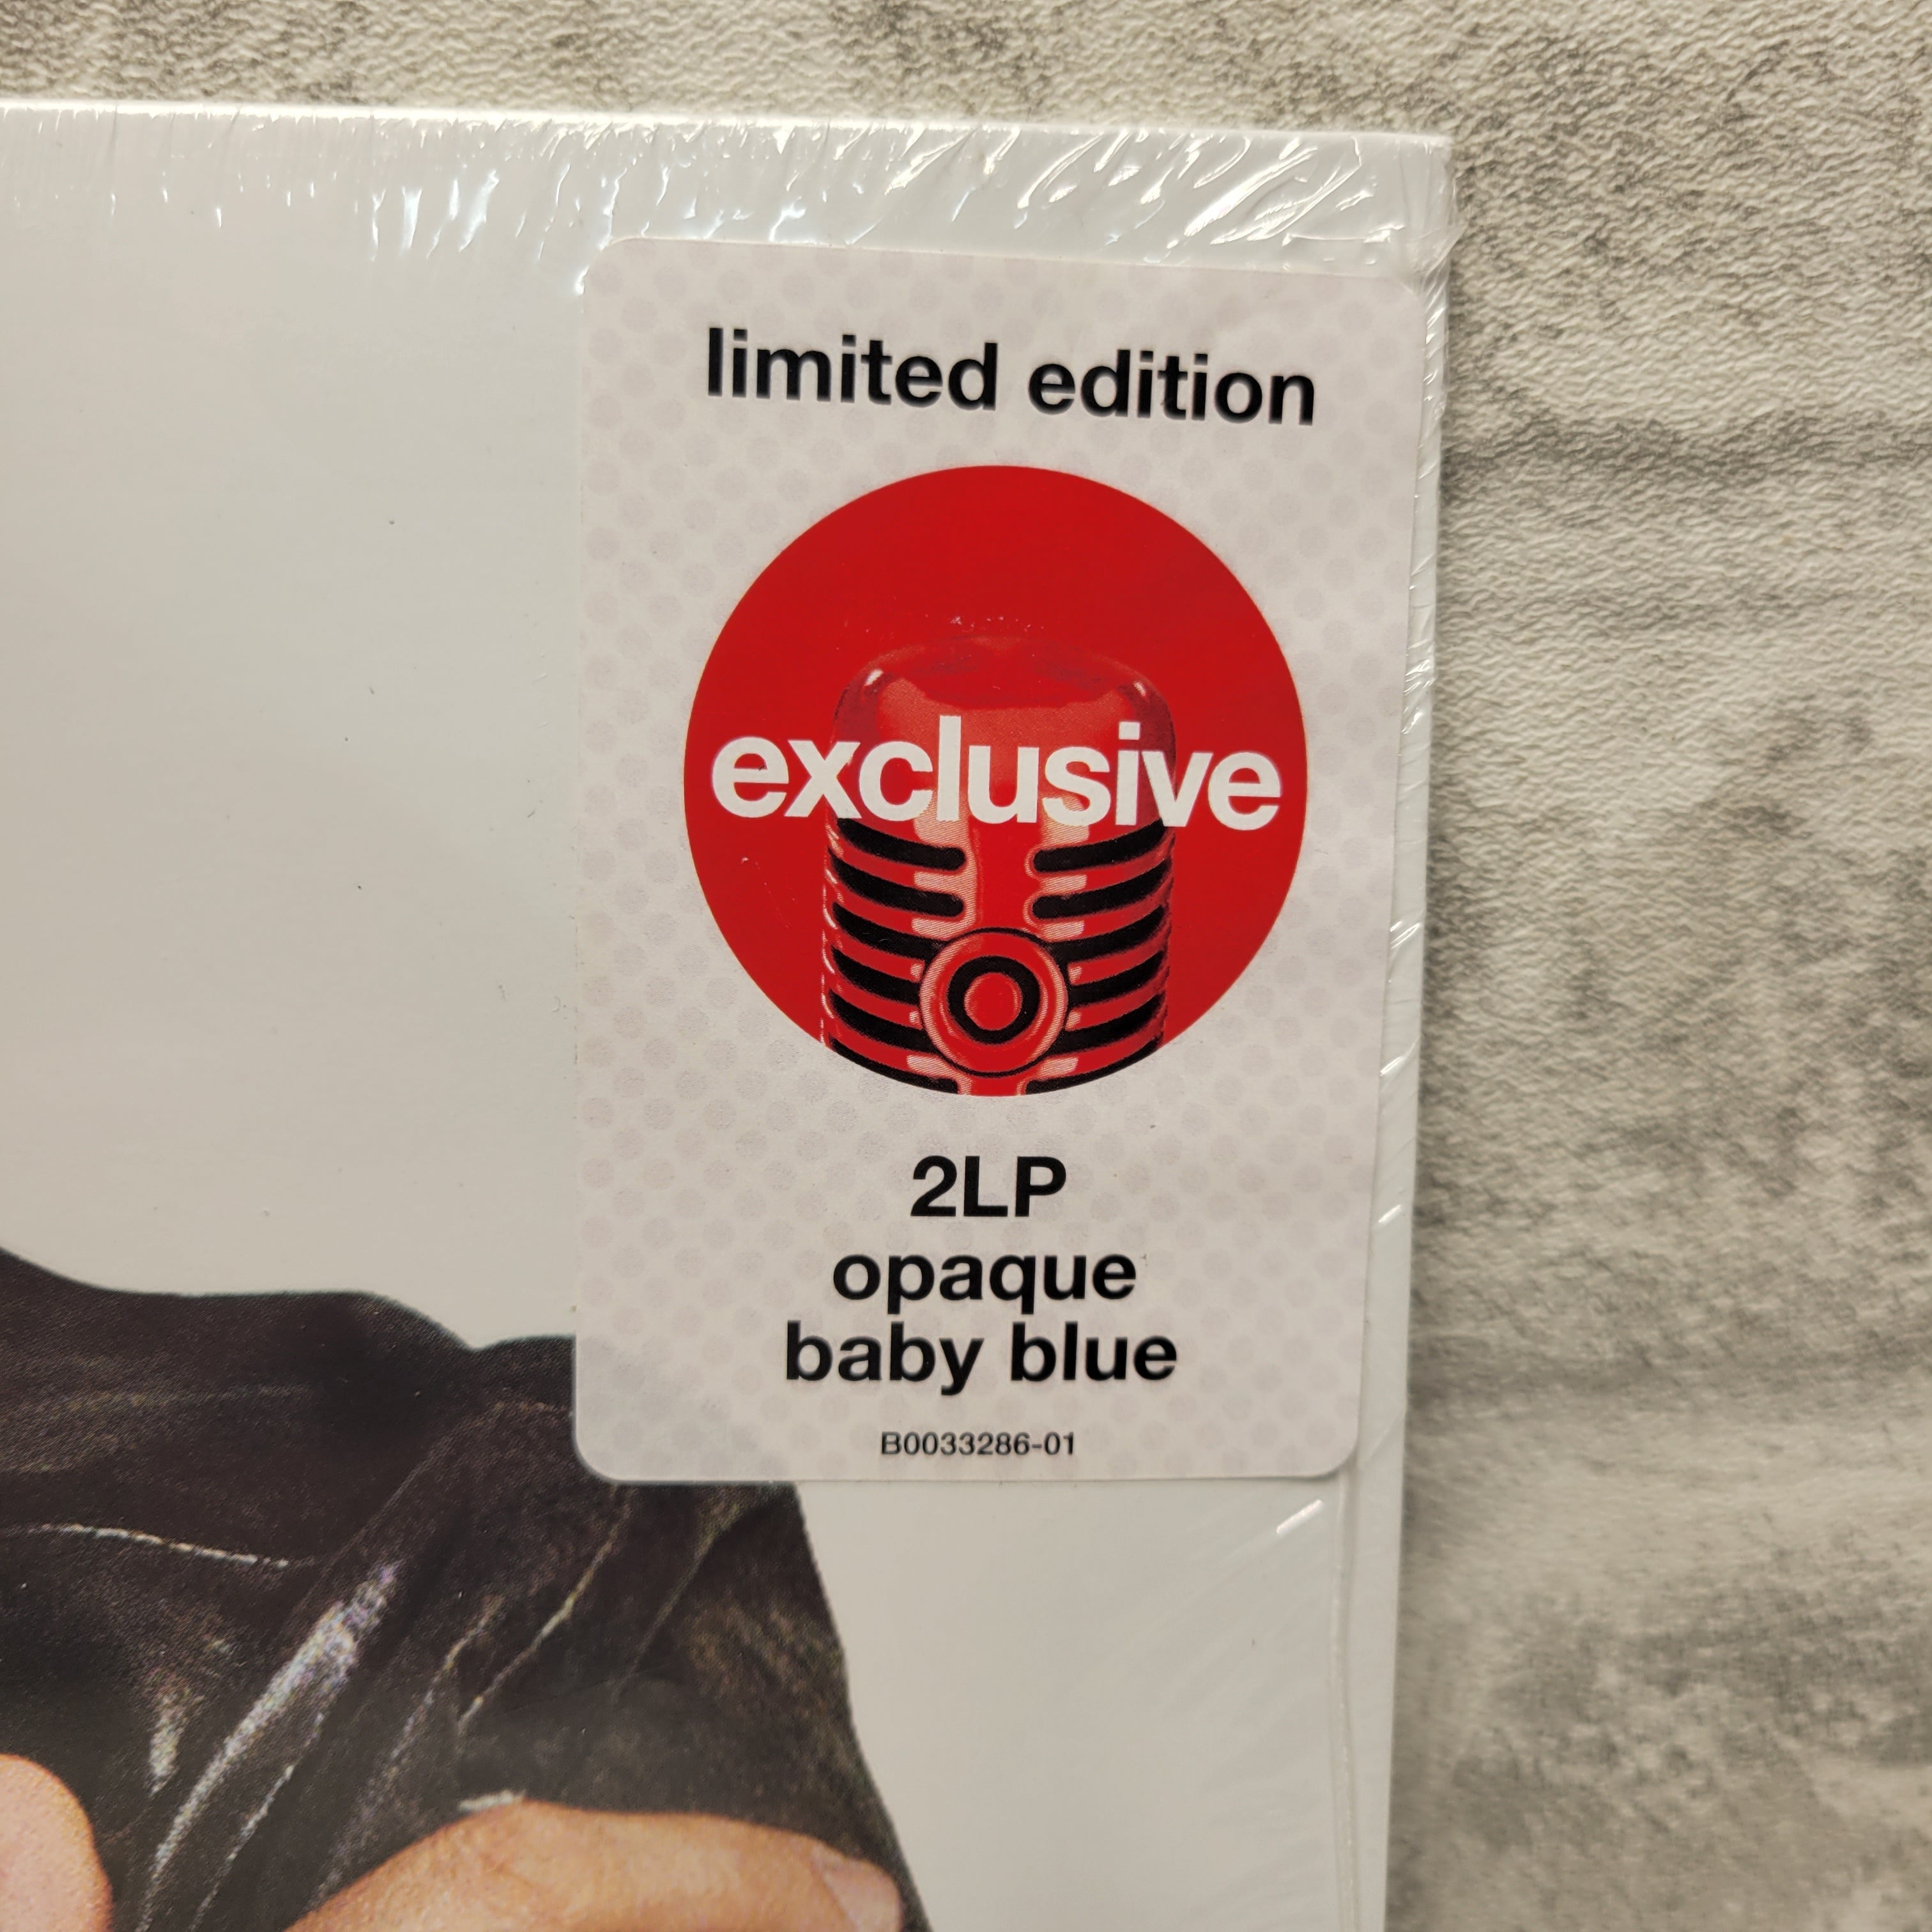 limited edition
exclusive
2LP
opaque
baby blue
B0033286-01